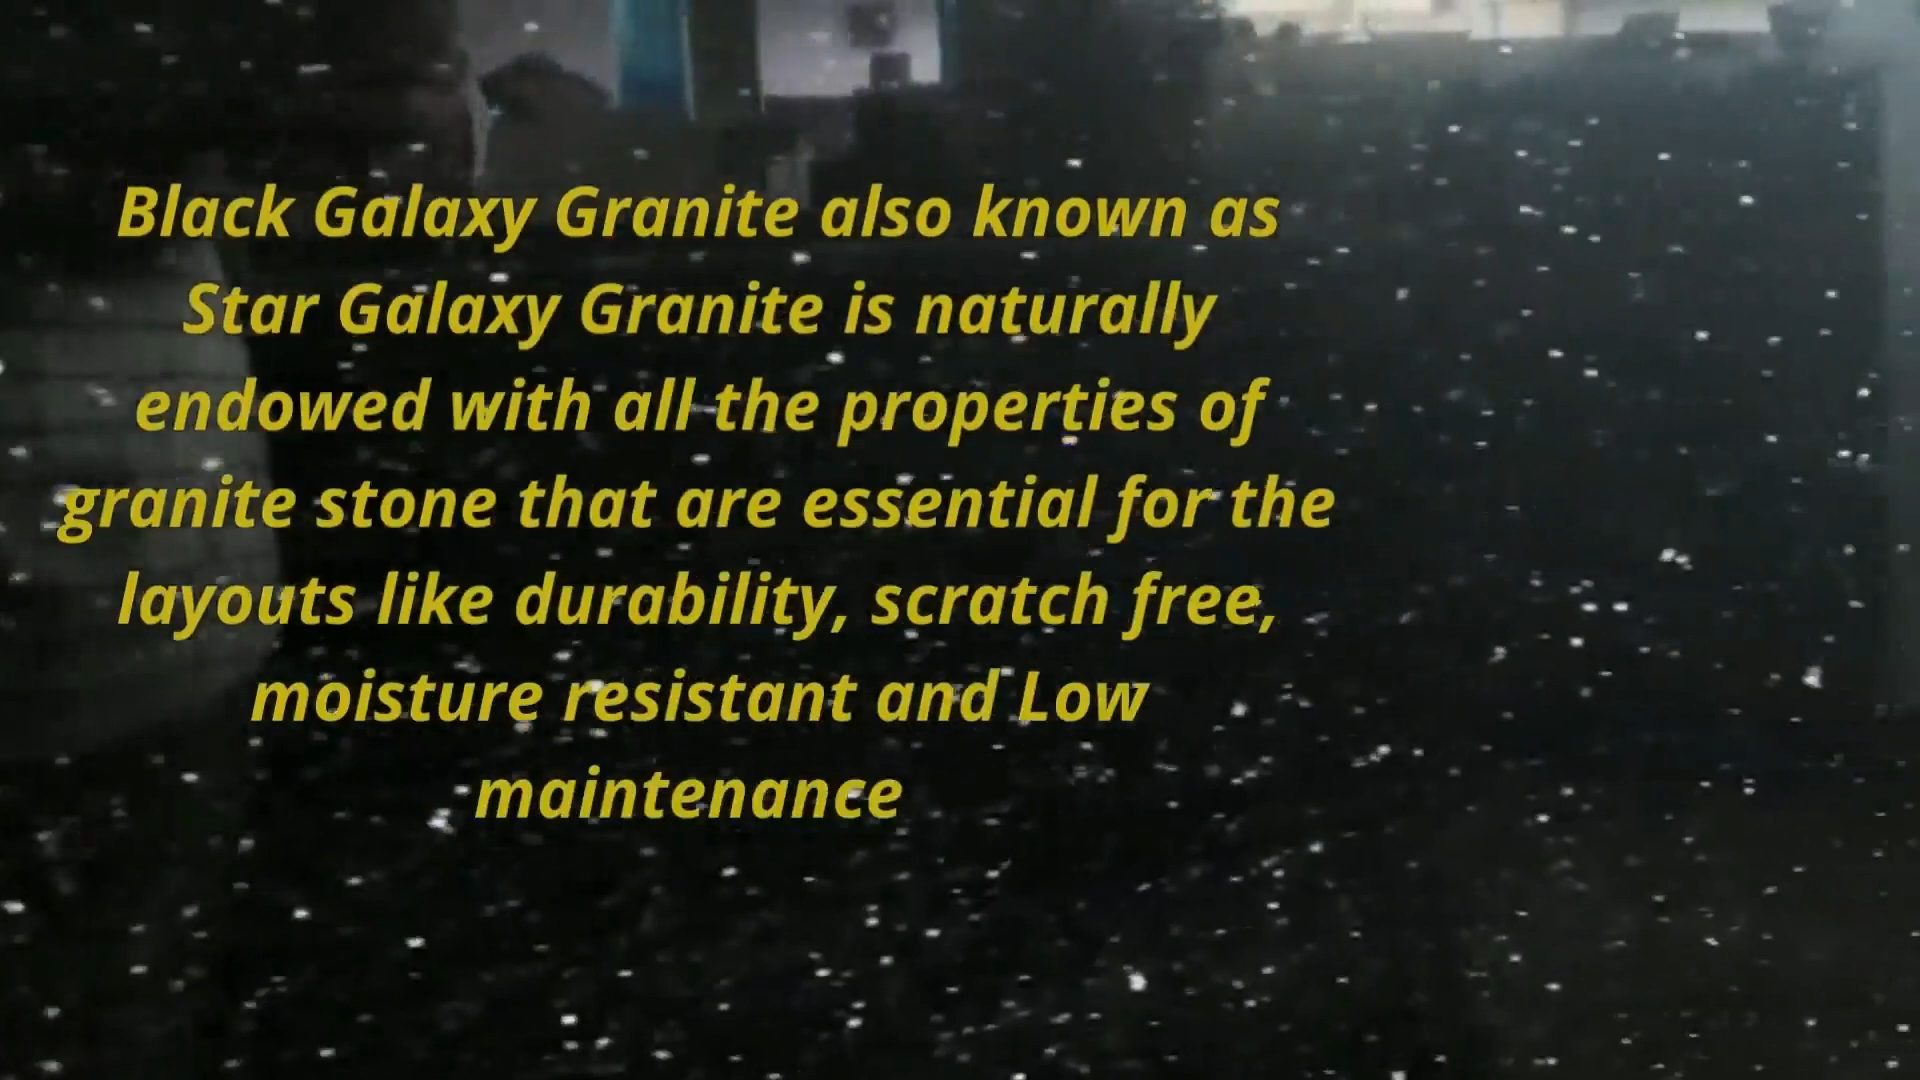 Black Galaxy Granite also known as
Star Galaxy Granite is naturally
endowed with all the properties of
granite stone that are essential for the
layouts like durability, scratch free,
moisture resistant and Low
maintenance